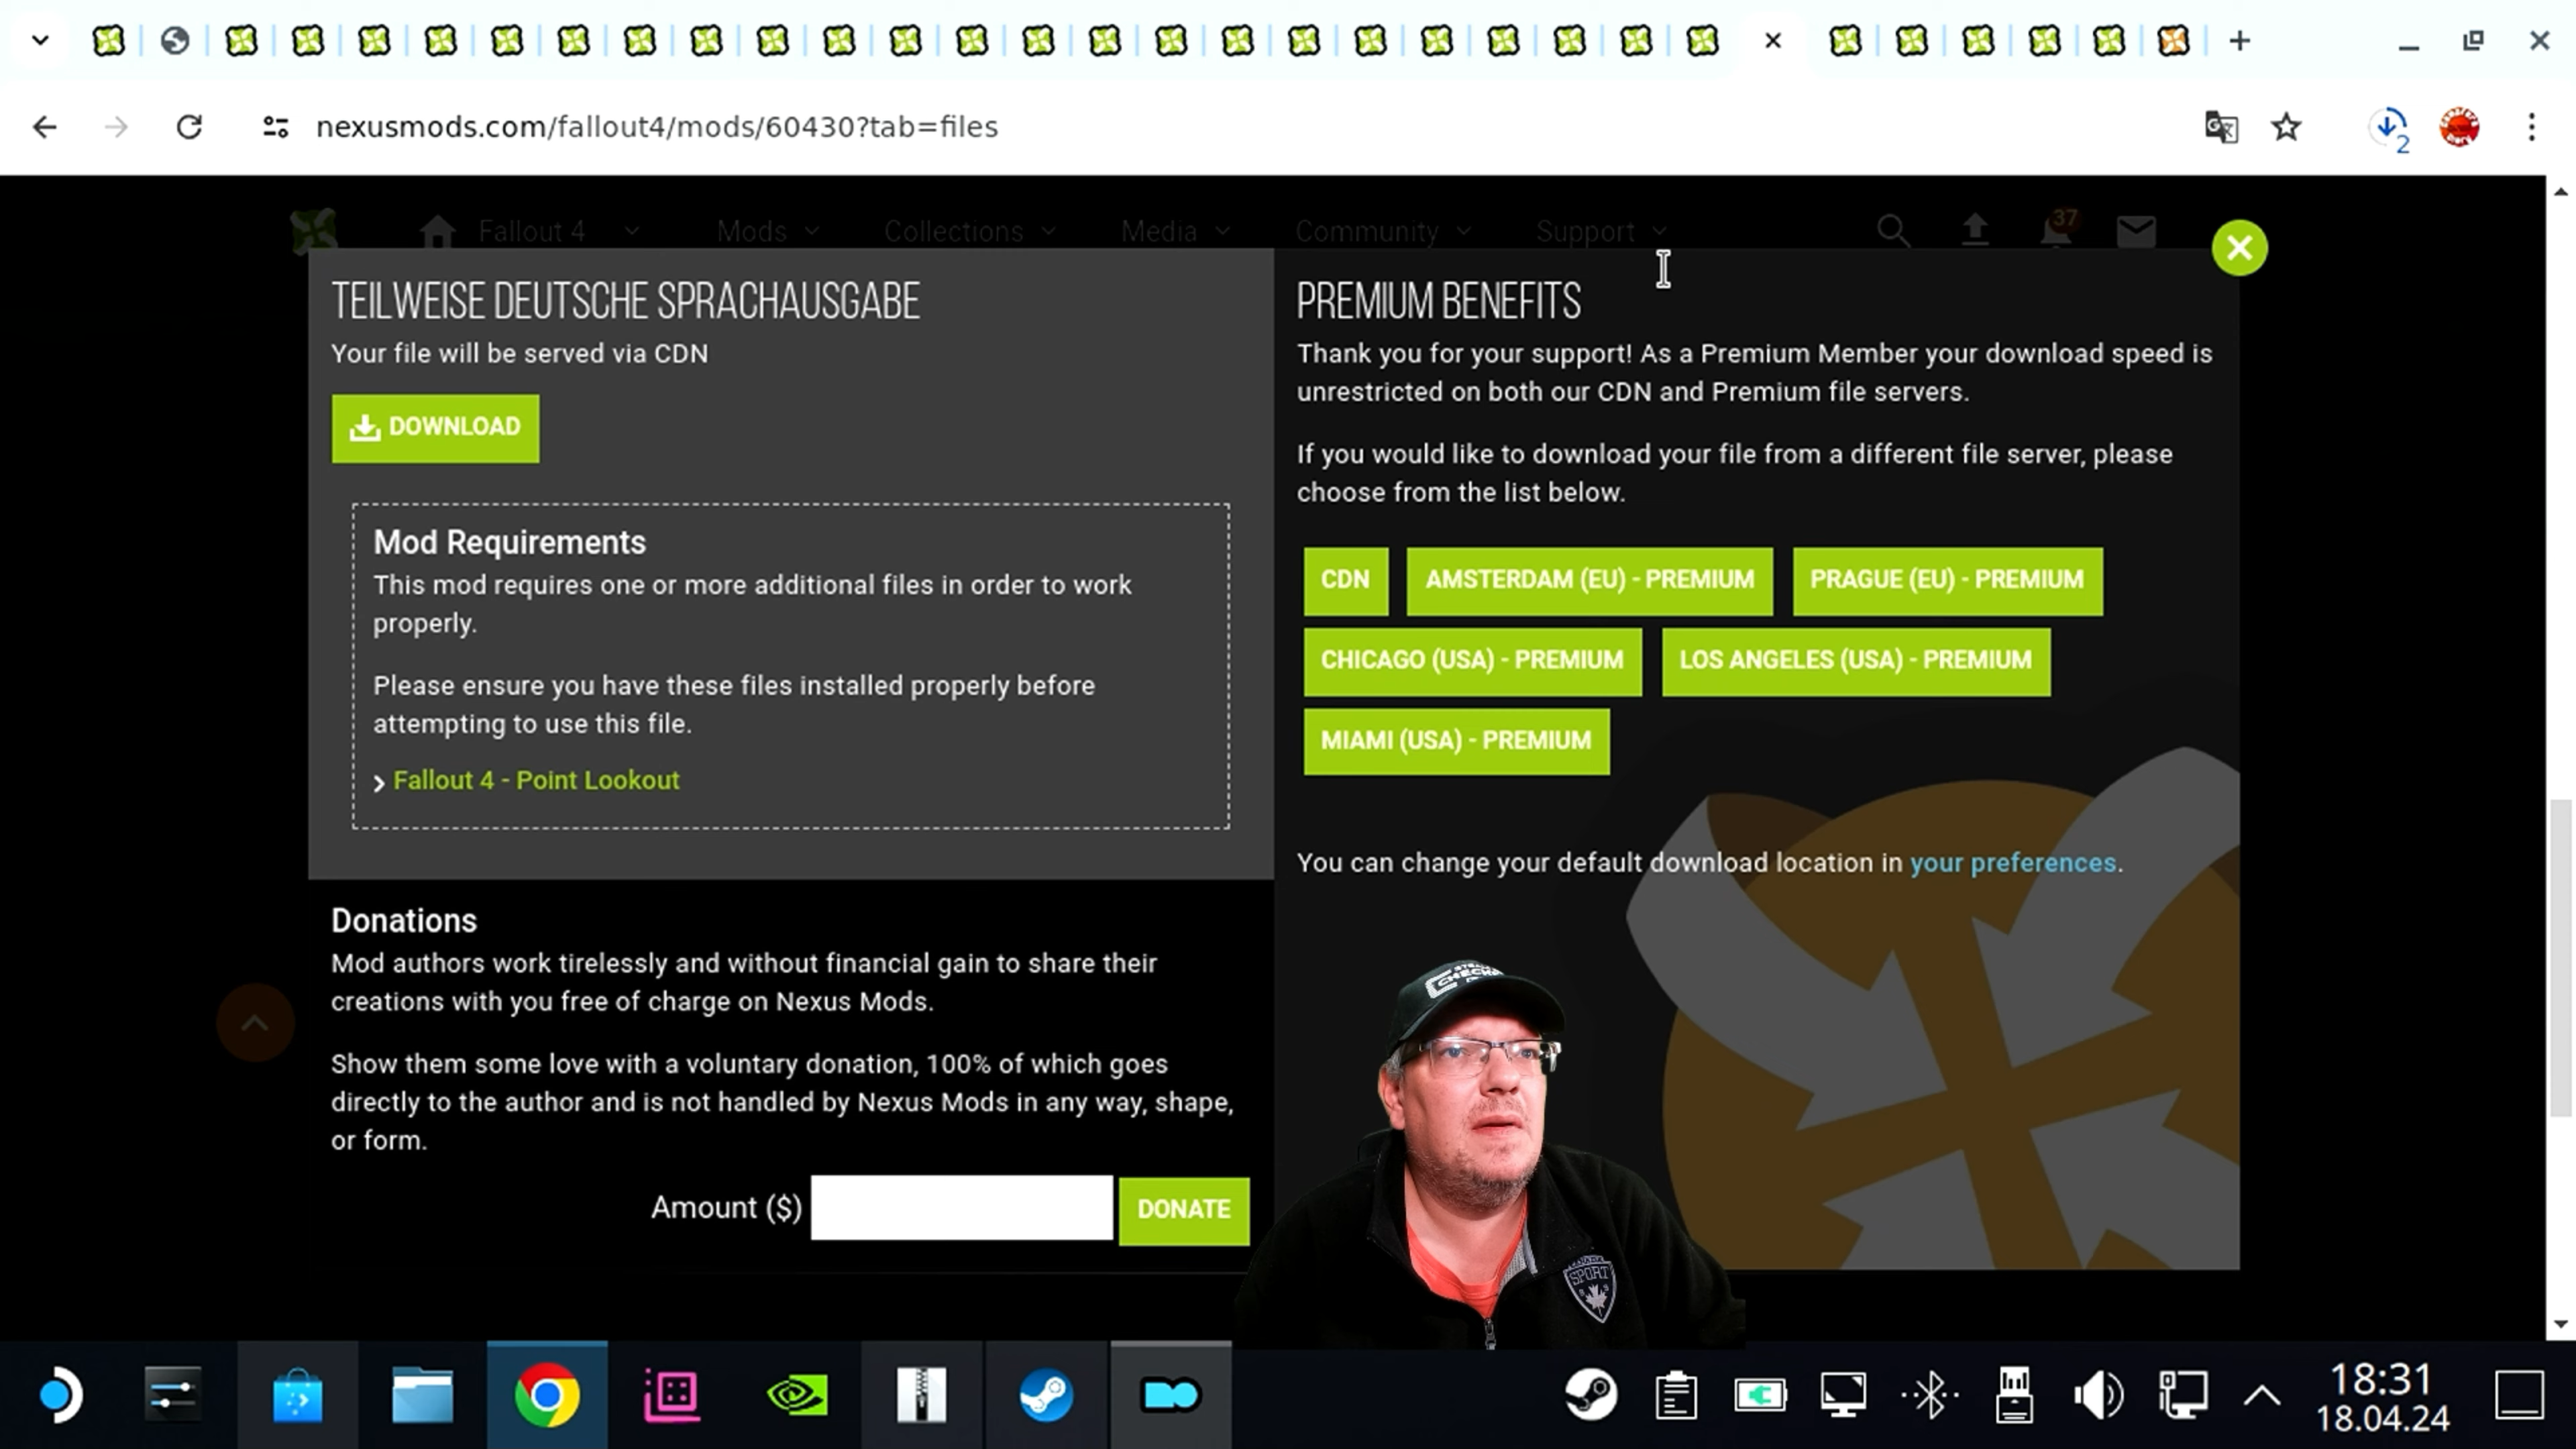 nexusmods.com/fallout4/mods/60430?tab=files
2
Fallout 4 Mods Collections Media Community Support 37
TEILWEISE DEUTSCHE SPRACHAUSGABE
Your file will be served via CDN
DOWNLOAD
Mod Requirements
This mod requires one or more additional files in order to work
properly.
Please ensure you have these files installed properly before
attempting to use this file.
Fallout 4 - Point Lookout
Donations
Mod authors work tirelessly and without financial gain to share their
creations with you free of charge on Nexus Mods.
Show them some love with a voluntary donation, 100% of which goes
directly to the author and is not handled by Nexus Mods in any way, shape,
or form.
Amount ($)
DONATE
PREMIUM BENEFITS
Thank you for your support! As a Premium Member your download speed is
unrestricted on both our CDN and Premium file servers.
If you would like to download your file from a different file server, please
choose from the list below.
CDN
AMSTERDAM (EU) - PREMIUM
PRAGUE (EU) - PREMIUM
CHICAGO (USA) - PREMIUM
LOS ANGELES (USA) - PREMIUM
MIAMI (USA) - PREMIUM
You can change your default download location in your preferences.
SPORT
18:31
18.04.24